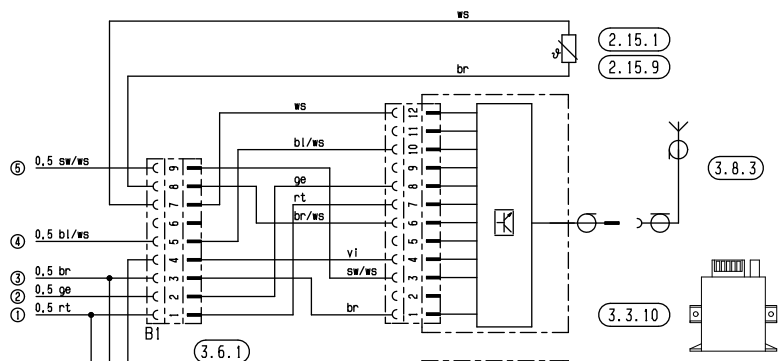 ws
2.15.1
2.15.9
ϑ
br
ws
12
11
bl/ws
10
⑤ 0.5 sw/ws
9
9
3.8.3
8
ge
8
7
rt
7
6
br/ws
6
④ 0.5 bl/ws
5
5
4
vi
4
③ 0.5 br
3
sw/ws
3
② 0.5 ge
2
2
① 0.5 rt
1
br
1
3.3.10
B1
3.6.1